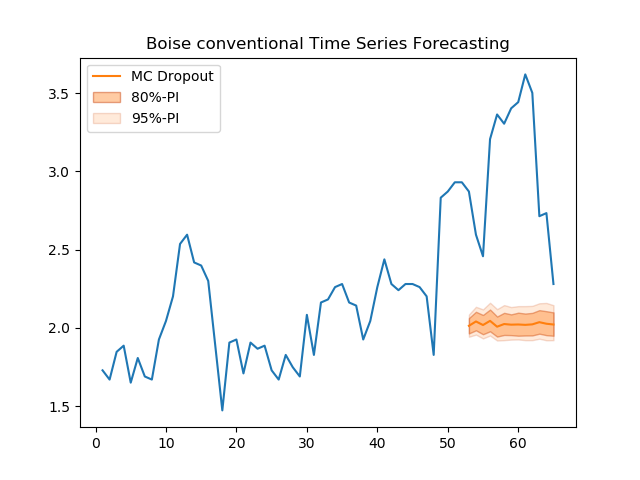 Boise conventional Time Series Forecasting
MC Dropout
80%-PI
95%-PI
3.5
3.0
2.5
2.0
1.5
0 10 20 30 40 50 60